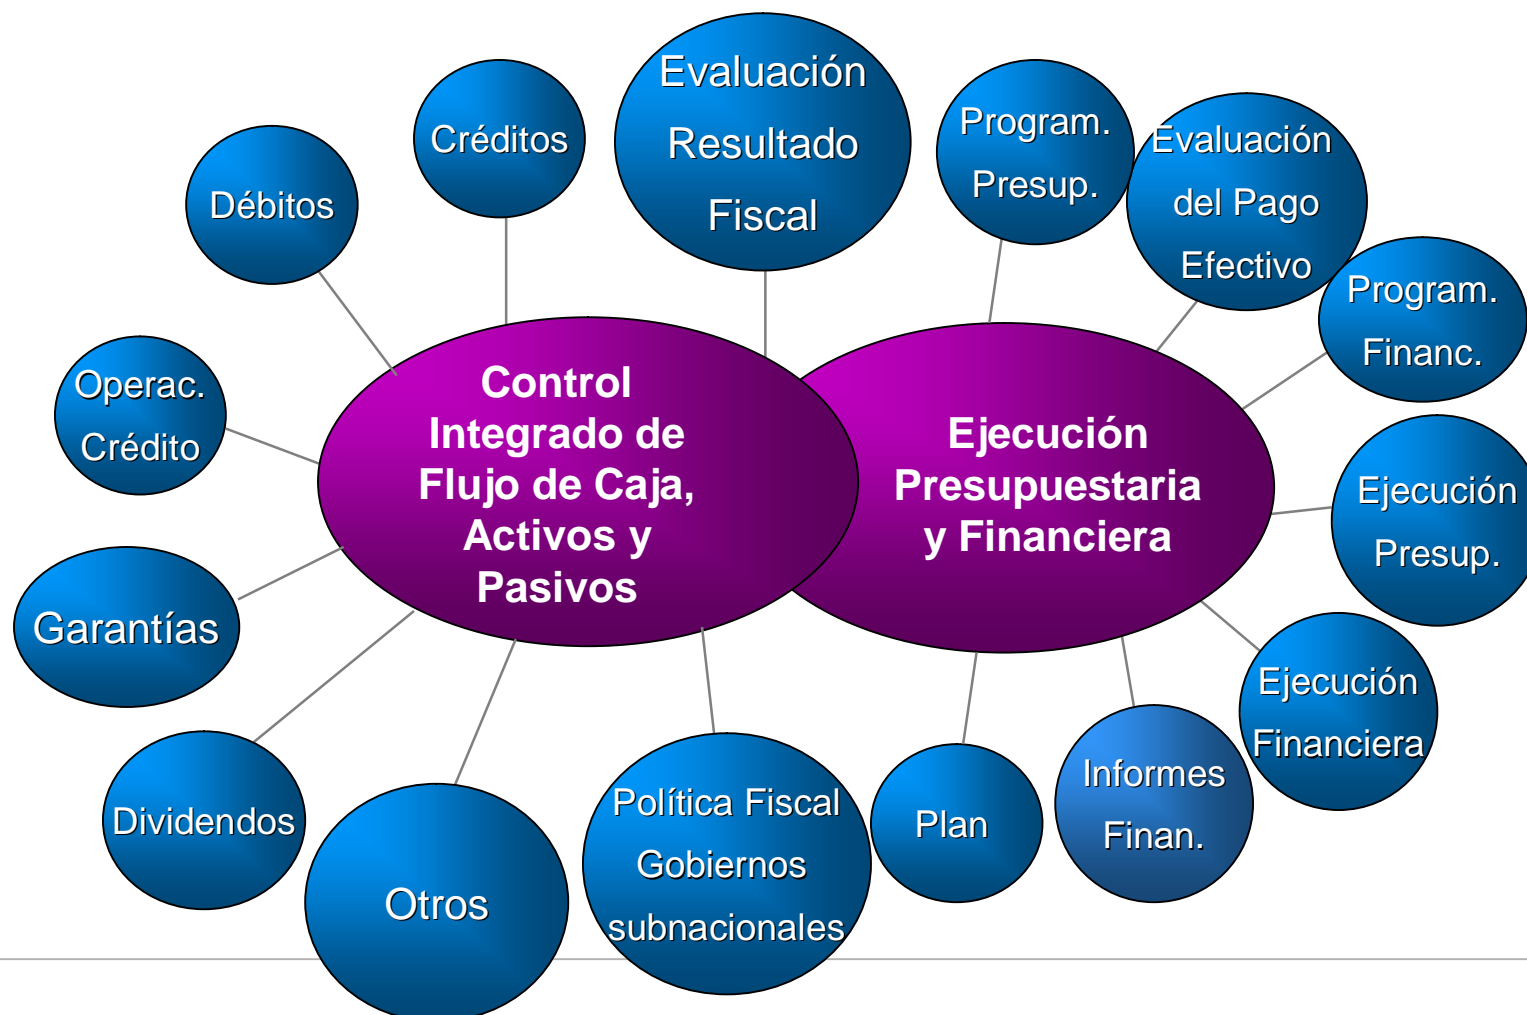 Evaluación
Resultado
Fiscal
Créditos
Débitos
Program.
Presup.
Evaluación
del Pago
Efectivo
Program.
Financ.
Operac.
Crédito
Control
Integrado de
Flujo de Caja,
Activos y
Pasivos
Ejecución
Presupuestaria
y Financiera
Ejecución
Presup.
Garantías
Ejecución
Financiera
Dividendos
Otros
Política Fiscal
Gobiernos
subnacionales
Plan
Informes
Finan.